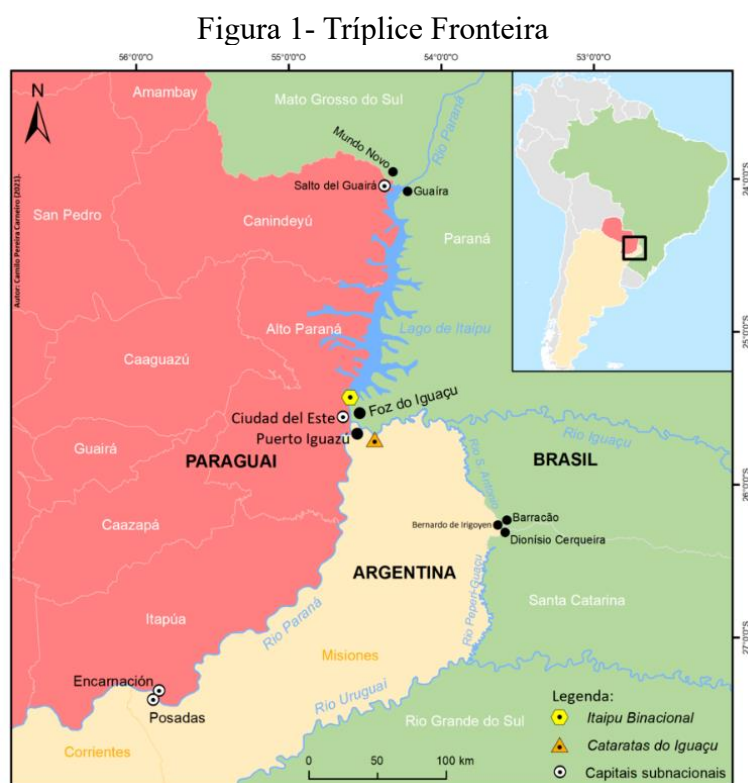 Figura 1- Tríplice Fronteira
56°0'0"O
55°0'0"O
54°0'0"O
53°0'0"O
N
Amambay
Mato Grosso do Sul
Rio Paraná
Mundo Novo
Salto del Guairá
Guaíra
24°0'0"S
Autor: Camilo Pereira Carneiro (2021).
San Pedro
Canindeyú
Paraná
Alto Paraná
Lago de Itaipu
25°0'0"S
Caaguazú
Foz do Iguaçu
Ciudad del Este
Puerto Iguazú
Guairá
PARAGUAI
BRASIL
Rio Iguaçu
Rio S. Antônio
26°0'0"S
Caazapá
Bernardo de Irigoyen
Barracão
Dionísio Cerqueira
ARGENTINA
Rio Peperi-Guaçu
Santa Catarina
Itapúa
Rio Paraná
Misiones
27°0'0"S
Encarnación
Posadas
Rio Uruguai
Legenda:
Itaipu Binacional
Rio Grande do Sul
Cataratas do Iguaçu
Corrientes
Capitais subnacionais
0 50 100 km